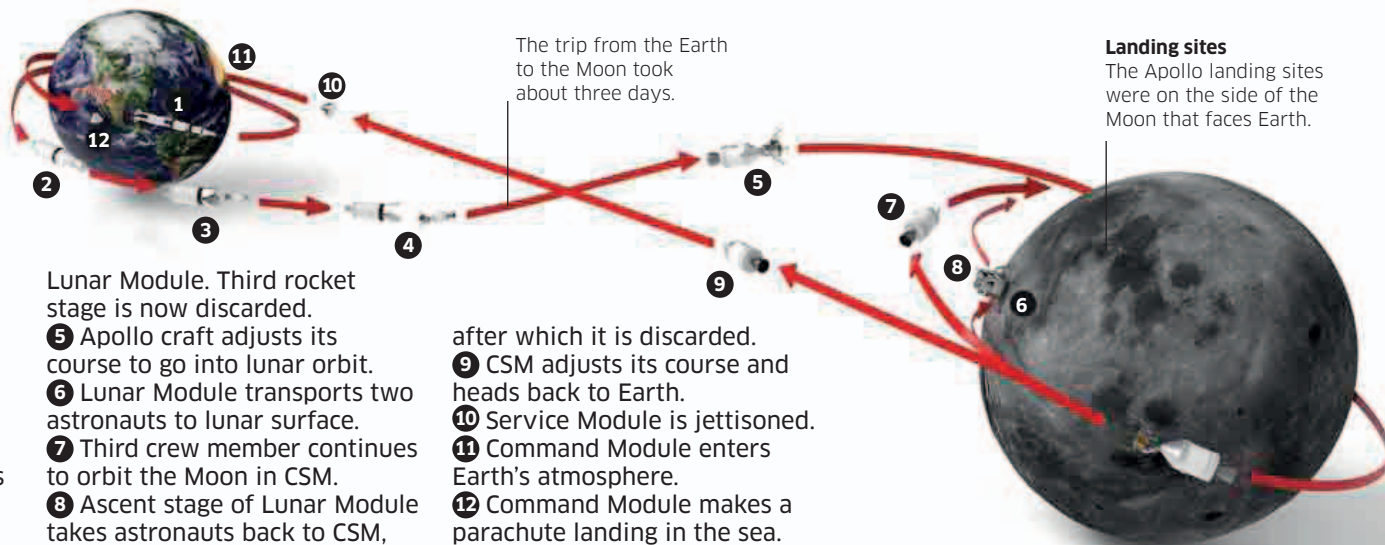 11
10
1
12
2
3
4
5
7
8
6
9
The trip from the Earth
to the Moon took
about three days.
Landing sites
The Apollo landing sites
were on the side of the
Moon that faces Earth.
s
Lunar Module. Third rocket
stage is now discarded.
5 Apollo craft adjusts its
course to go into lunar orbit.
6 Lunar Module transports two
astronauts to lunar surface.
7 Third crew member continues
to orbit the Moon in CSM.
8 Ascent stage of Lunar Module
takes astronauts back to CSM,
after which it is discarded.
9 CSM adjusts its course and
heads back to Earth.
10 Service Module is jettisoned.
11 Command Module enters
Earth's atmosphere.
12 Command Module makes a
parachute landing in the sea.